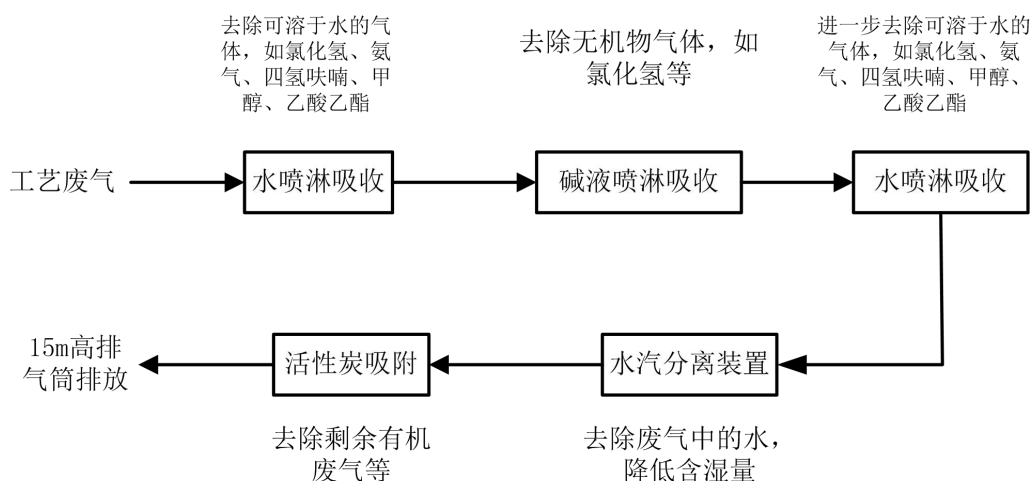 去除可溶于水的气
体，如氯化氢、氨
气、四氢呋喃、甲
醇、乙酸乙酯
去除无机物气体，如
氯化氢等
进一步去除可溶于水的
气体，如氯化氢、氨
气、四氢呋喃、甲醇、
乙酸乙酯
工艺废气
水喷淋吸收
碱液喷淋吸收
水喷淋吸收
15m高排
气筒排放
活性炭吸附
水汽分离装置
去除剩余有机
废气等
去除废气中的水，
降低含湿量